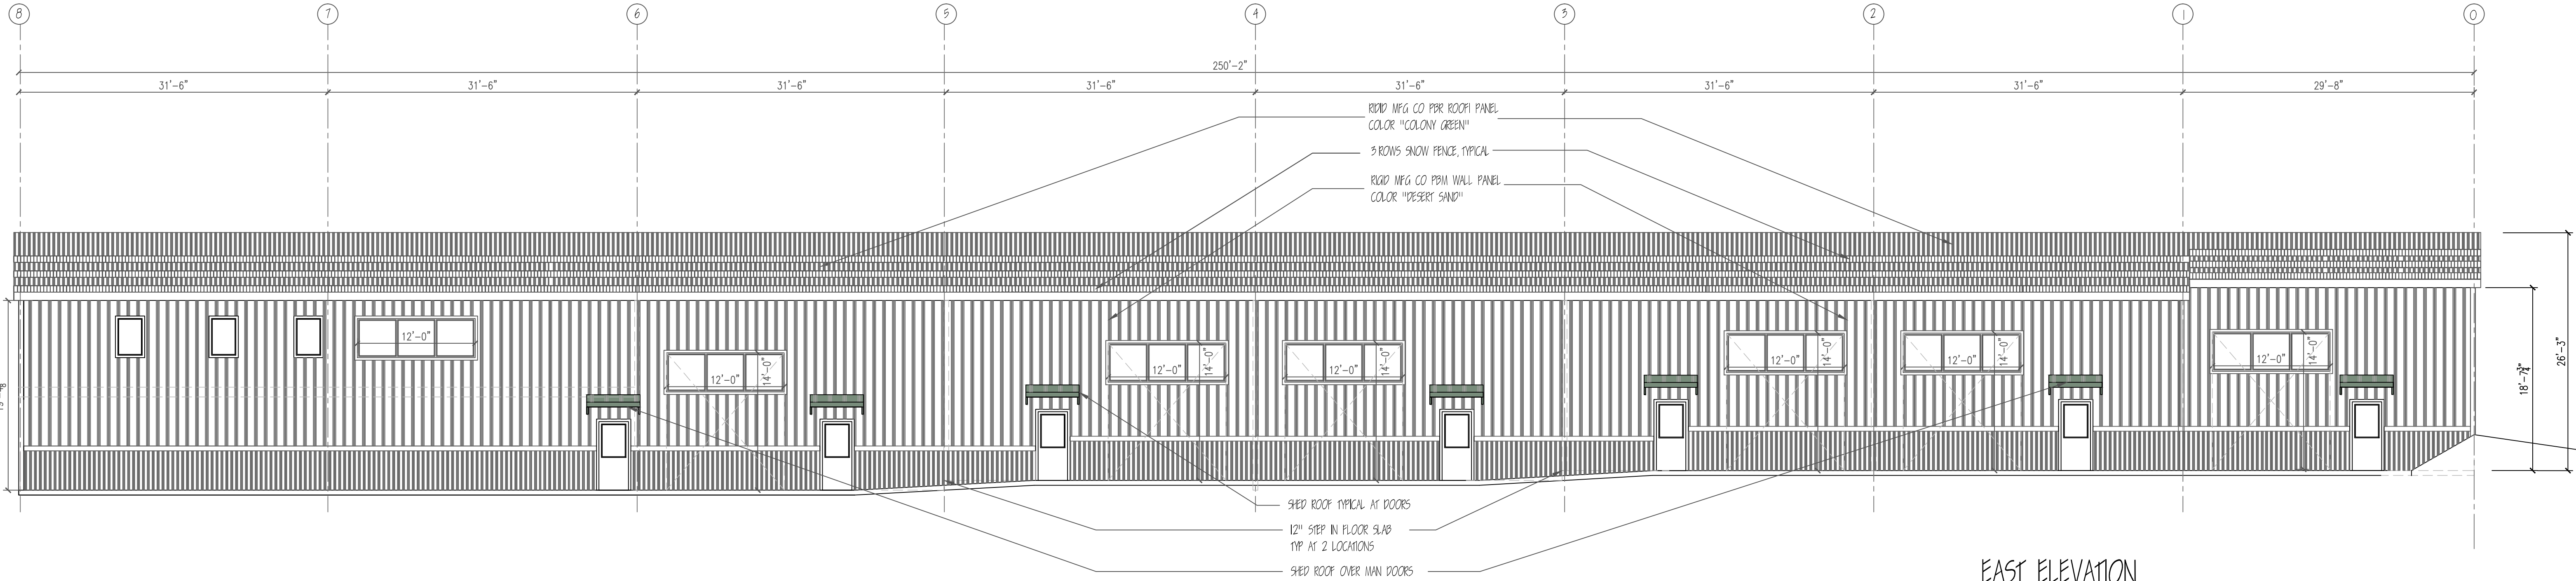 8 7 6 5 4 3 2 1 0
250'-2"
31'-6" 31'-6" 31'-6" 31'-6" 31'-6" 31'-6" 31'-6" 29'-8"
RIDID MFG CO PBR ROOFI PANEL
COLOR "COLONY GREEN"
3 ROWS SNOW FENCE, TYPICAL
RIGID MFG CO PBM WALL PANEL
COLOR "DESERT SAND"
12'-0"
12'-0" 14'-0"
12'-0" 14'-0"
12'-0" 14'-0"
12'-0" 14'-0"
12'-0" 14'-0"
12'-0" 14'-0"
18'-7¾"
26'-3"
SHED ROOF TYPICAL AT DOORS
12" STEP IN FLOOR SLAB
TYP AT 2 LOCATIONS
SHED ROOF OVER MAN DOORS
EAST ELEVATION